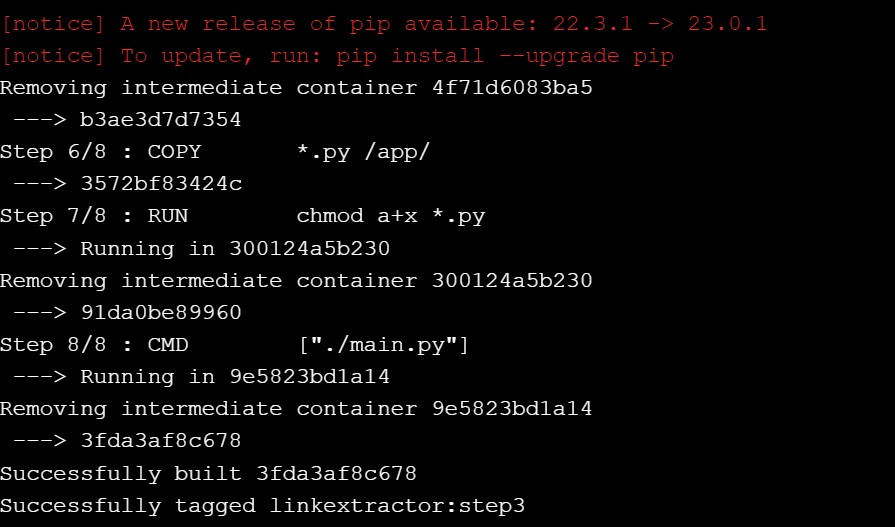 [notice] A new release of pip available: 22.3.1 -> 23.0.1
[notice] To update, run: pip install --upgrade pip
Removing intermediate container 4f71d6083ba5
 ---> b3ae3d7d7354
Step 6/8 : COPY        *.py /app/
 ---> 3572bf83424c
Step 7/8 : RUN         chmod a+x *.py
 ---> Running in 300124a5b230
Removing intermediate container 300124a5b230
 ---> 91da0be89960
Step 8/8 : CMD         ["./main.py"]
 ---> Running in 9e5823bd1a14
Removing intermediate container 9e5823bd1a14
 ---> 3fda3af8c678
Successfully built 3fda3af8c678
Successfully tagged linkextractor:step3